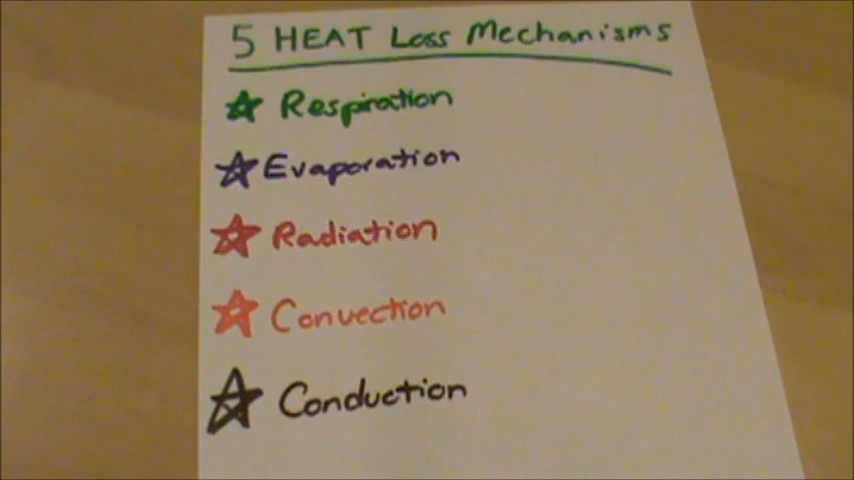 5 HEAT Loss Mechanisms
Respiration
Evaporation
Radiation
Convection
Conduction